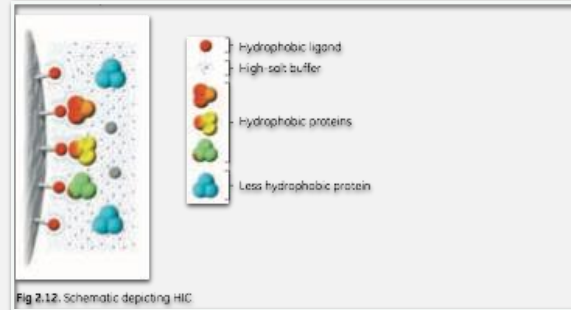 Hydrophobic ligand
High-salt buffer
Hydrophobic proteins
Less hydrophobic protein
Fig 2.12. Schematic depicting HIC